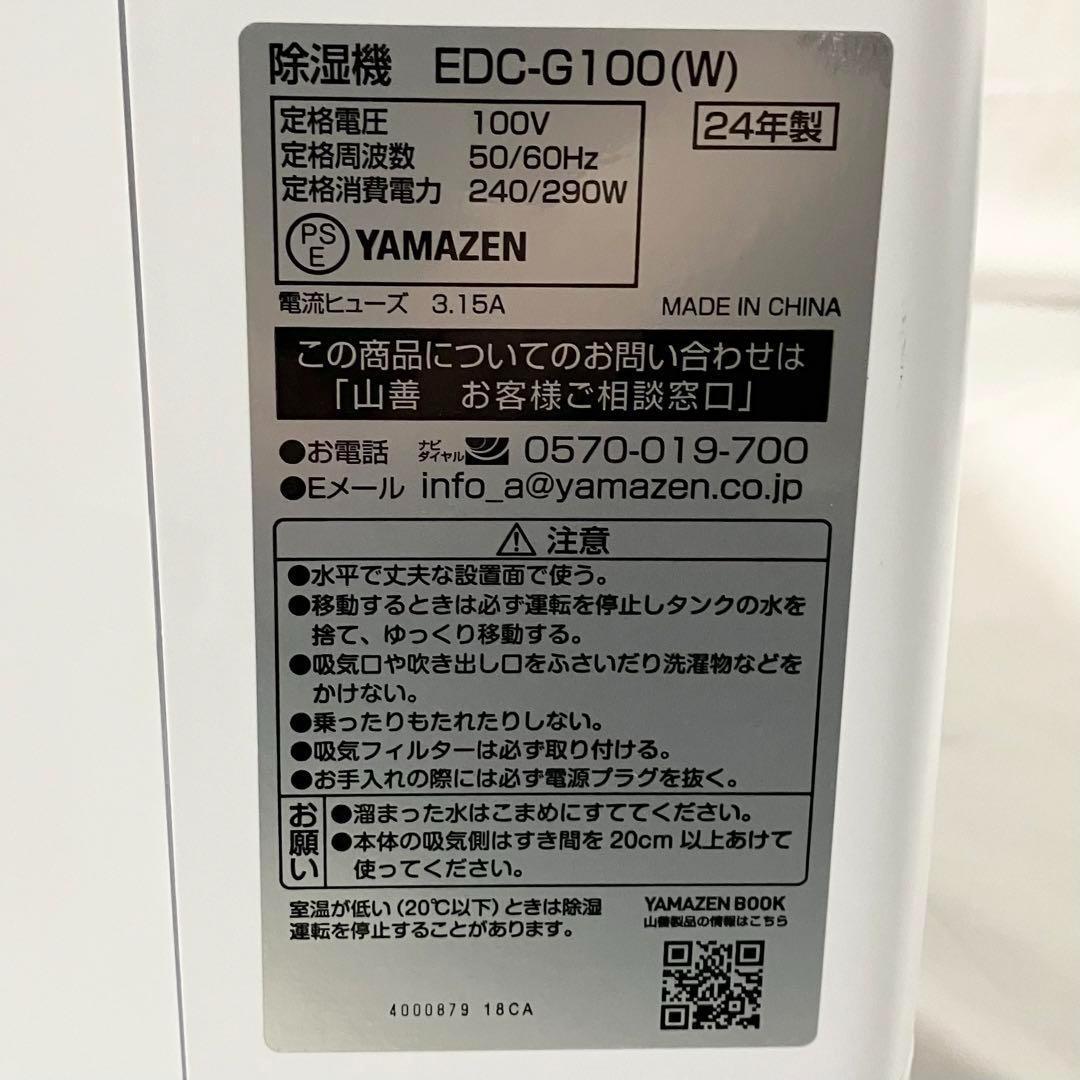 除湿機 EDC-G100(W)
定格電圧 100V
24年製
定格周波数 50/60Hz
定格消費電力 240/290W
PSE YAMAZEN
電流ヒューズ 3.15A MADE IN CHINA
この商品についてのお問い合わせは
「山善 お客様ご相談窓口」
●お電話 ナビダイヤル 0570-019-700
●Eメール info_a@yamazen.co.jp
⚠ 注意
●水平で丈夫な設置面で使う。
●移動するときは必ず運転を停止しタンクの水を
捨て、ゆっくり移動する。
●吸気口や吹き出し口をふさいだり洗濯物などを
かけない。
●乗ったりもたれたりしない。
●吸気フィルターは必ず取り付ける。
●お手入れの際には必ず電源プラグを抜く。
お願い
●溜まった水はこまめにすててください。
●本体の吸気側はすき間を20cm以上あけて
使ってください。
室温が低い(20℃以下)ときは除湿
運転を停止することがあります。
YAMAZEN BOOK
山善製品の情報はこちら
4000879 18CA